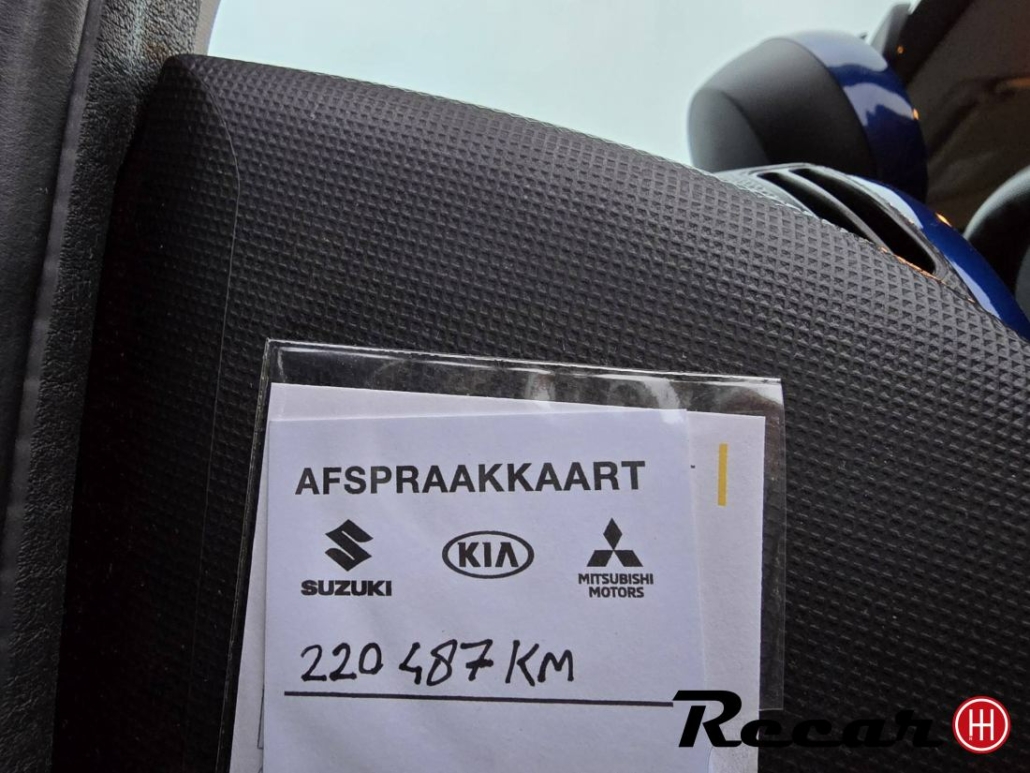 AFSPRAAKKAART
SUZUKI KIA MITSUBISHI MOTORS
220 487 KM
Recar